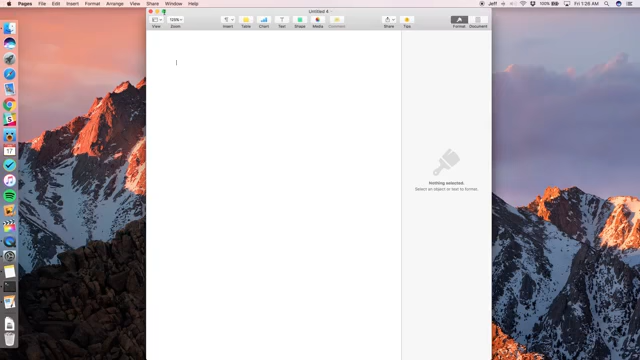 Pages File Edit Insert Format Arrange View Share Window Help Jeff 100% Fri 1:26 AM
Untitled 4
125%
View Zoom Insert Table Chart Text Shape Media Comment Share Tips Format Document
17
Nothing selected.
Select an object or text to format.